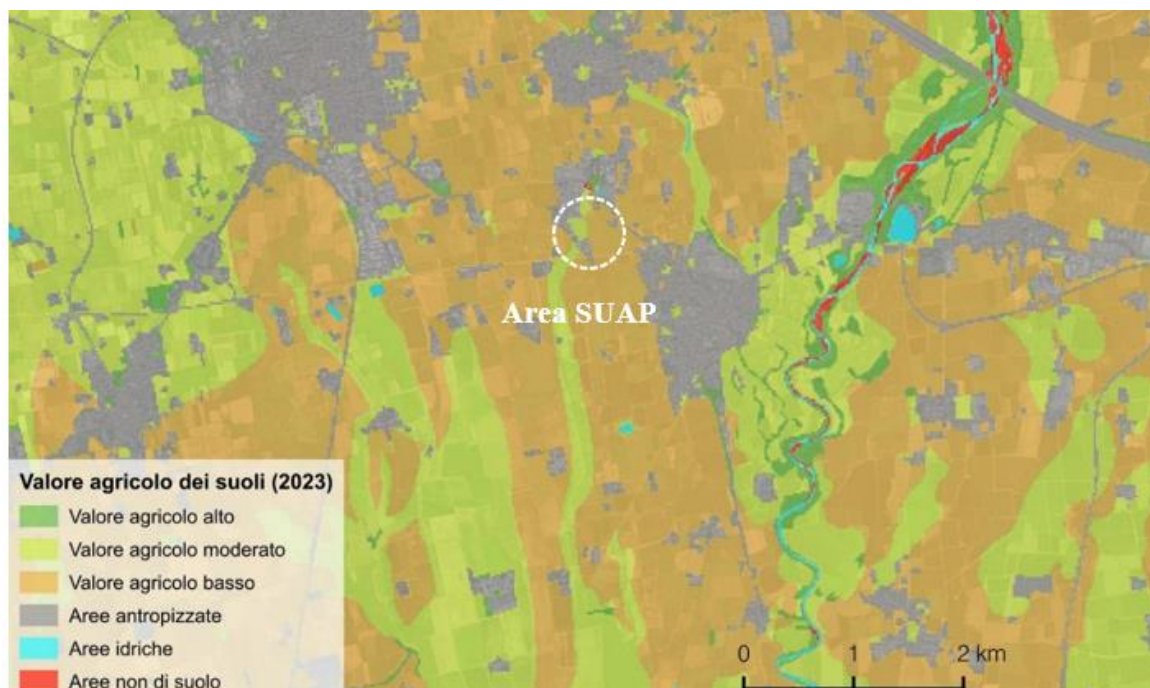 Area SUAP
Valore agricolo dei suoli (2023)
Valore agricolo alto
Valore agricolo moderato
Valore agricolo basso
Aree antropizzate
Aree idriche
Aree non di suolo
0 1 2 km